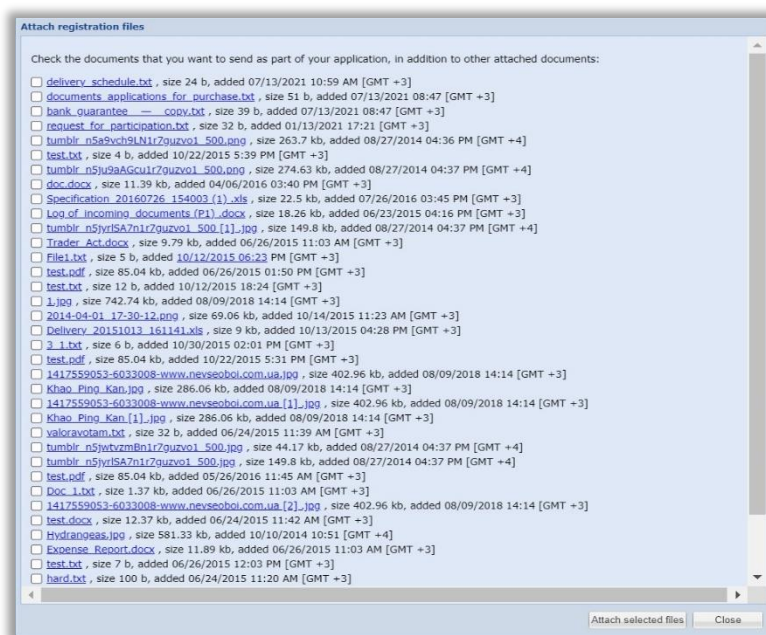 Attach registration files
Check the documents that you want to send as part of your application, in addition to other attached documents:
delivery_schedule.txt , size 24 b, added 07/13/2021 10:59 AM [GMT +3]
documents_applications_for_purchase.txt , size 51 b, added 07/13/2021 08:47 [GMT +3]
bank_guarantee_—_copy.txt , size 39 b, added 07/13/2021 08:47 [GMT +3]
request_for_participation.txt , size 32 b, added 01/13/2021 17:21 [GMT +3]
tumblr_n5a9vch9LN1r7guzvo1_500.png , size 263.7 kb, added 08/27/2014 04:36 PM [GMT +4]
test.txt , size 4 b, added 10/22/2015 5:39 PM [GMT +3]
tumblr_n5ju9aAGcu1r7guzvo1_500.png , size 274.63 kb, added 08/27/2014 04:37 PM [GMT +4]
doc.docx , size 11.39 kb, added 04/06/2016 03:40 PM [GMT +3]
Specification_20160726_154003 (1) .xls , size 22.5 kb, added 07/26/2016 03:45 PM [GMT +3]
Log of incoming documents (P1) .docx , size 18.26 kb, added 06/23/2015 04:16 PM [GMT +3]
tumblr_n5jyrlSA7n1r7guzvo1_500 [1] .jpg , size 149.8 kb, added 08/27/2014 04:37 PM [GMT +4]
Trader_Act.docx , size 9.79 kb, added 06/26/2015 11:03 AM [GMT +3]
File1.txt , size 5 b, added 10/12/2015 06:23 PM [GMT +3]
test.pdf , size 85.04 kb, added 06/26/2015 01:50 PM [GMT +3]
test.txt , size 12 b, added 10/12/2015 18:24 [GMT +3]
1.jpg , size 742.74 kb, added 08/09/2018 14:14 [GMT +3]
2014-04-01_17-30-12.png , size 69.06 kb, added 10/14/2015 11:23 AM [GMT +3]
Delivery_20151013_161141.xls , size 9 kb, added 10/13/2015 04:28 PM [GMT +3]
3_1.txt , size 6 b, added 10/30/2015 02:01 PM [GMT +3]
test.pdf , size 85.04 kb, added 10/22/2015 5:31 PM [GMT +3]
1417559053-6033008-www.nevseoboi.com.ua.jpg , size 402.96 kb, added 08/09/2018 14:14 [GMT +3]
Khao_Ping_Kan.jpg , size 286.06 kb, added 08/09/2018 14:14 [GMT +3]
1417559053-6033008-www.nevseoboi.com.ua [1] .jpg , size 402.96 kb, added 08/09/2018 14:14 [GMT +3]
Khao_Ping_Kan [1] .jpg , size 286.06 kb, added 08/09/2018 14:14 [GMT +3]
valoravotam.txt , size 32 b, added 06/24/2015 11:39 AM [GMT +3]
tumblr_n5jwtvzmBn1r7guzvo1_500.jpg , size 44.17 kb, added 08/27/2014 04:37 PM [GMT +4]
tumblr_n5jyrlSA7n1r7guzvo1_500.jpg , size 149.8 kb, added 08/27/2014 04:37 PM [GMT +4]
test.pdf , size 85.04 kb, added 05/26/2016 11:45 AM [GMT +3]
Doc_1.txt , size 1.37 kb, added 06/26/2015 11:03 AM [GMT +3]
1417559053-6033008-www.nevseoboi.com.ua [2] .jpg , size 402.96 kb, added 08/09/2018 14:14 [GMT +3]
test.docx , size 12.37 kb, added 06/24/2015 11:42 AM [GMT +3]
Hydrangeas.jpg , size 581.33 kb, added 10/10/2014 10:51 [GMT +4]
Expense_Report.docx , size 11.89 kb, added 06/26/2015 11:03 AM [GMT +3]
test.txt , size 7 b, added 06/26/2015 12:03 PM [GMT +3]
hard.txt , size 100 b, added 06/24/2015 11:20 AM [GMT +3]
Attach selected files Close